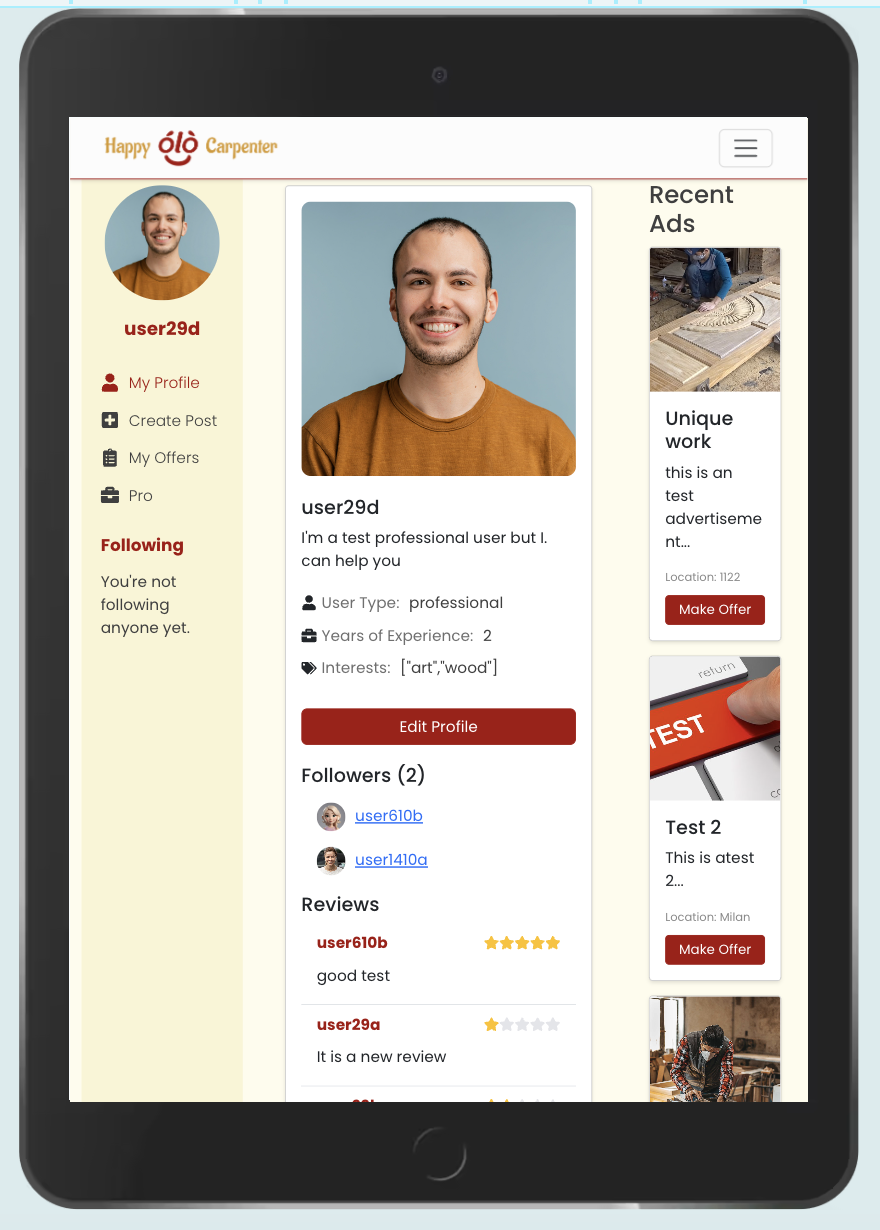 Happy ólò Carpenter
user29d
My Profile
Create Post
My Offers
Pro
Following
You're not
following
anyone yet.
user29d
I'm a test professional user but I.
can help you
User Type: professional
Years of Experience: 2
Interests: ["art","wood"]
Edit Profile
Followers (2)
user610b
user1410a
Reviews
user610b
good test
user29a
It is a new review
Recent
Ads
Unique
work
this is an
test
advertiseme
nt...
Location: 1122
Make Offer
return
TEST
Test 2
This is atest
2...
Location: Milan
Make Offer